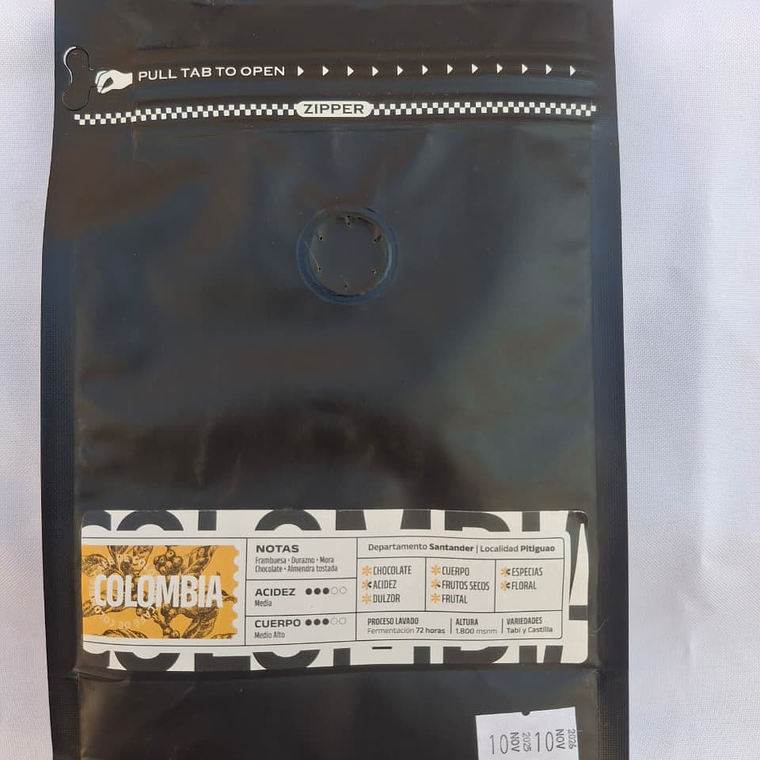 PULL TAB TO OPEN
ZIPPER
COLOMBIA
COLOMBIA
NOTAS
Frambuesa • Durazno • Mora
Chocolate • Almendra tostada
ACIDEZ
Media
CUERPO
Medio Alto
Departamento Santander | Localidad Pitiguao
CHOCOLATE
ACIDEZ
DULZOR
CUERPO
FRUTOS SECOS
FRUTAL
ESPECIAS
FLORAL
PROCESO LAVADO
Fermentación 72 horas
ALTURA
1.800 msnm
VARIEDADES
Tabi y Castilla
COLOMBIA
10 NOV 2025
10 NOV 2026